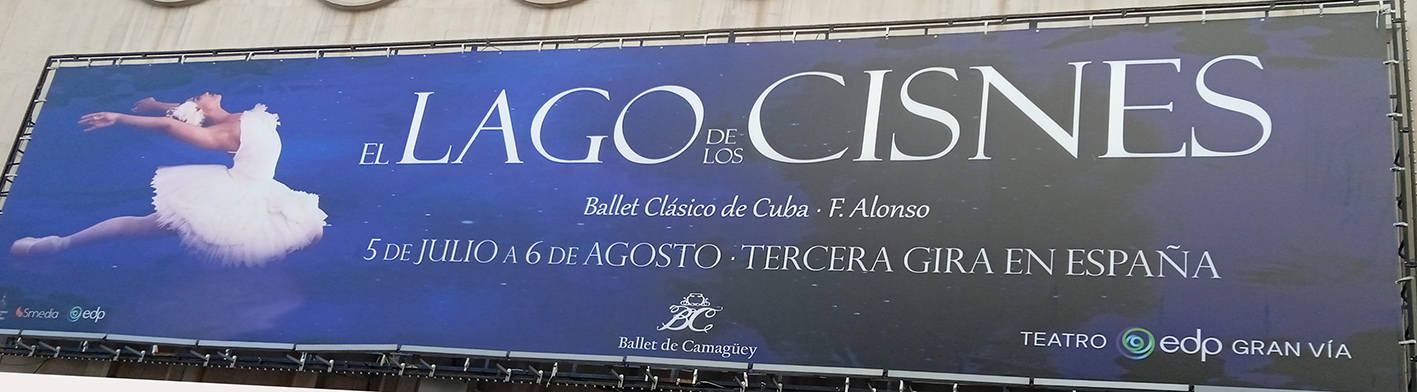 EL LAGO DE LOS CISNES
Ballet Clásico de Cuba · F. Alonso
5 DE JULIO A 6 DE AGOSTO · TERCERA GIRA EN ESPAÑA
Smedia edp
BC
Ballet de Camagüey
TEATRO edp GRAN VÍA